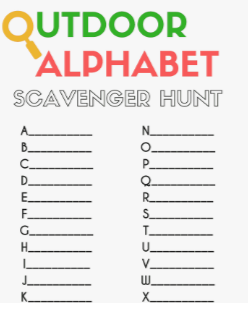 OUTDOOR
ALPHABET
SCAVENGER HUNT
A__________ N__________
B__________ O__________
C__________ P__________
D__________ Q__________
E__________ R__________
F__________ S__________
G__________ T__________
H__________ U__________
I__________ V__________
J__________ W__________
K__________ X__________